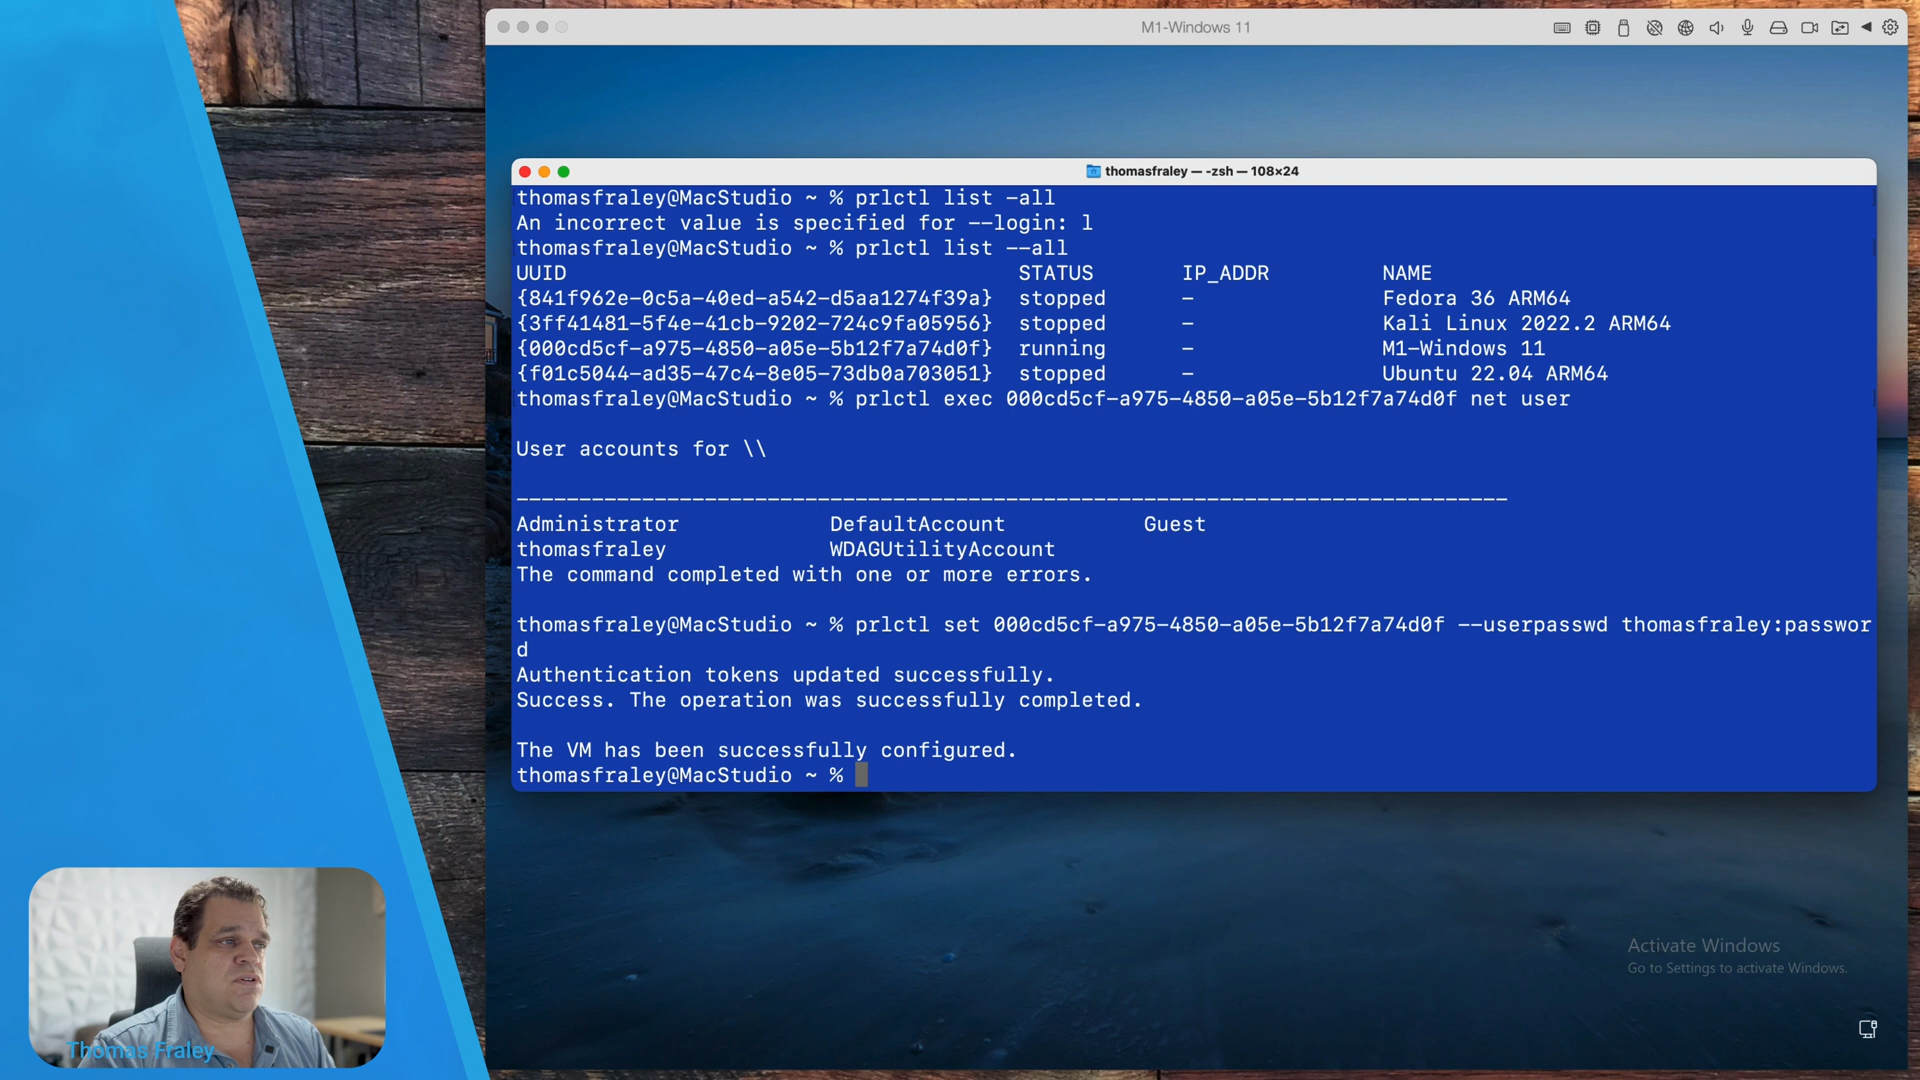 M1-Windows 11
thomasfraley — -zsh — 108×24
thomasfraley@MacStudio ~ % prlctl list -all
An incorrect value is specified for --login: l
thomasfraley@MacStudio ~ % prlctl list --all
UUID STATUS IP_ADDR NAME
{841f962e-0c5a-40ed-a542-d5aa1274f39a} stopped - Fedora 36 ARM64
{3ff41481-5f4e-41cb-9202-724c9fa05956} stopped - Kali Linux 2022.2 ARM64
{000cd5cf-a975-4850-a05e-5b12f7a74d0f} running - M1-Windows 11
{f01c5044-ad35-47c4-8e05-73db0a703051} stopped - Ubuntu 22.04 ARM64
thomasfraley@MacStudio ~ % prlctl exec 000cd5cf-a975-4850-a05e-5b12f7a74d0f net user
User accounts for \\
-------------------------------------------------------------------------------
Administrator DefaultAccount Guest
thomasfraley WDAGUtilityAccount
The command completed with one or more errors.
thomasfraley@MacStudio ~ % prlctl set 000cd5cf-a975-4850-a05e-5b12f7a74d0f --userpasswd thomasfraley:passwor
d
Authentication tokens updated successfully.
Success. The operation was successfully completed.
The VM has been successfully configured.
thomasfraley@MacStudio ~ %
Activate Windows
Go to Settings to activate Windows.
Thomas Fraley